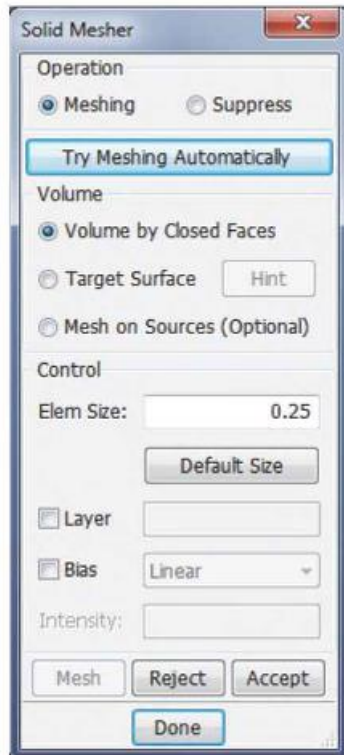 Solid Mesher
Operation
Meshing Suppress
Try Meshing Automatically
Volume
Volume by Closed Faces
Target Surface Hint
Mesh on Sources (Optional)
Control
Elem Size: 0.25
Default Size
Layer
Bias Linear
Intensity:
Mesh Reject Accept
Done